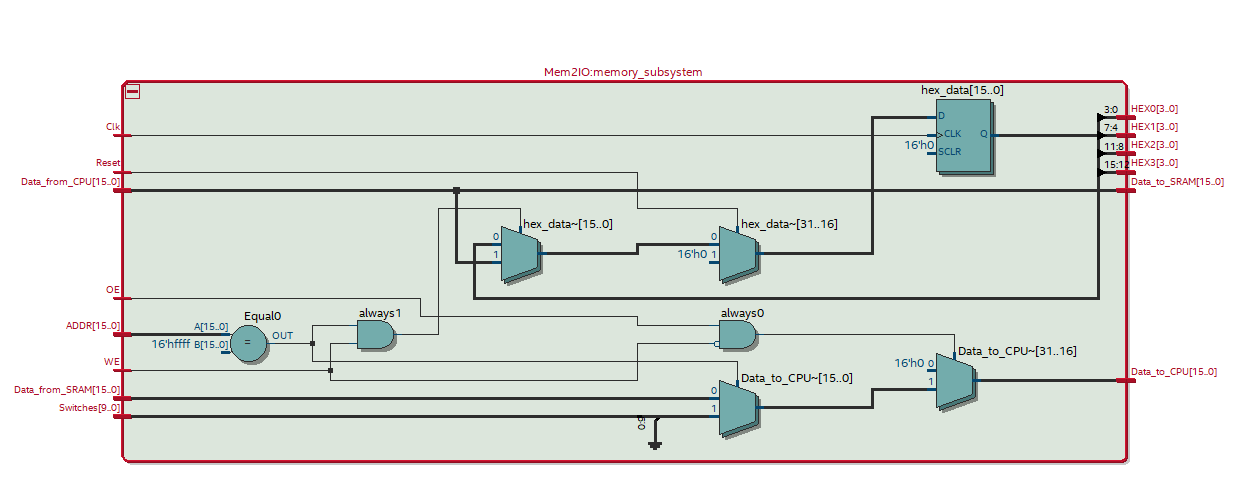 Mem2IO:memory_subsystem
hex_data[15..0]
Clk
Reset
Data_from_CPU[15..0]
D
CLK
Q
16'h0
SCLR
3:0
HEX0[3..0]
7:4
HEX1[3..0]
11:8
HEX2[3..0]
15:12
HEX3[3..0]
Data_to_SRAM[15..0]
hex_data~[15..0]
0
1
hex_data~[31..16]
0
16'h0
1
OE
ADDR[15..0]
WE
Data_from_SRAM[15..0]
Switches[9..0]
Equal0
A[15..0]
16'hffff
B[15..0]
=
OUT
always1
always0
Data_to_CPU~[15..0]
0
1
9:0
Data_to_CPU~[31..16]
16'h0
0
1
Data_to_CPU[15..0]